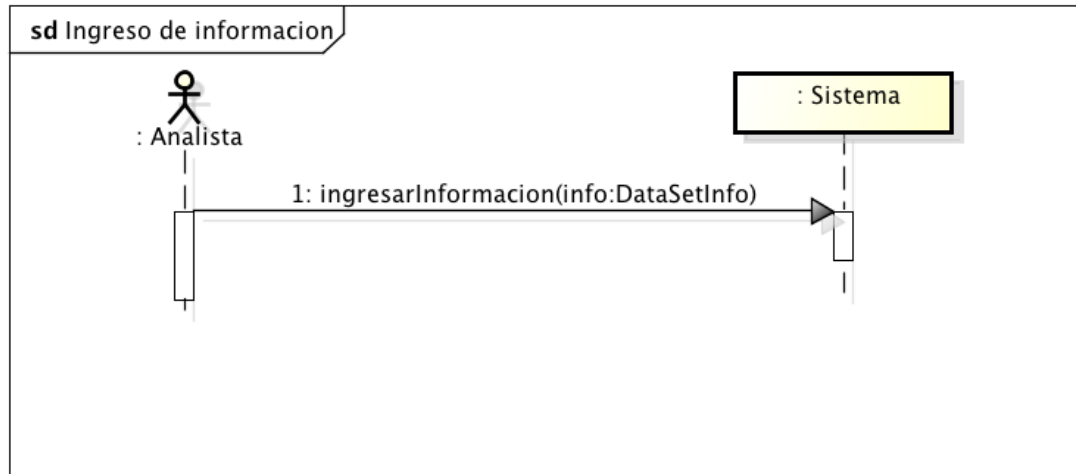 sd Ingreso de informacion
: Analista
: Sistema
1: ingresarInformacion(info:DataSetInfo)